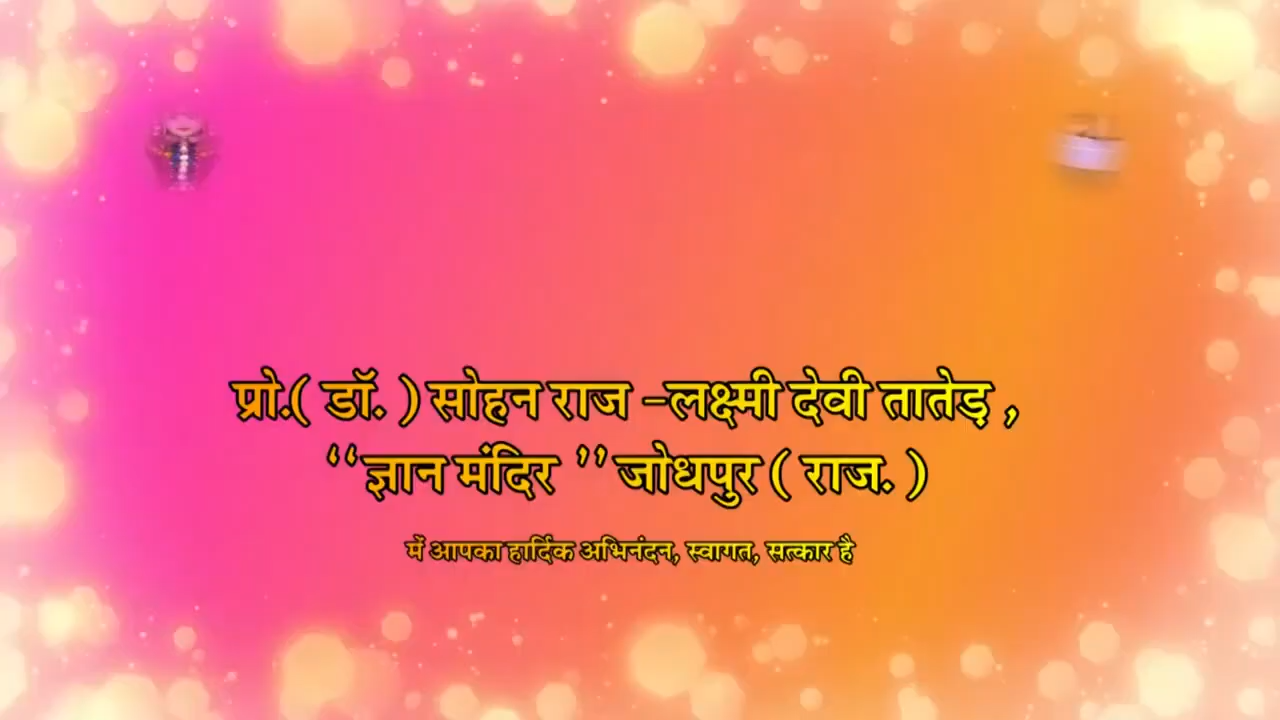 प्रो.( डॉ. ) सोहन राज -लक्ष्मी देवी तातेड़ ,
‘‘ज्ञान मंदिर ’’ जोधपुर ( राज. )
में आपका हार्दिक अभिनंदन, स्वागत, सत्कार है